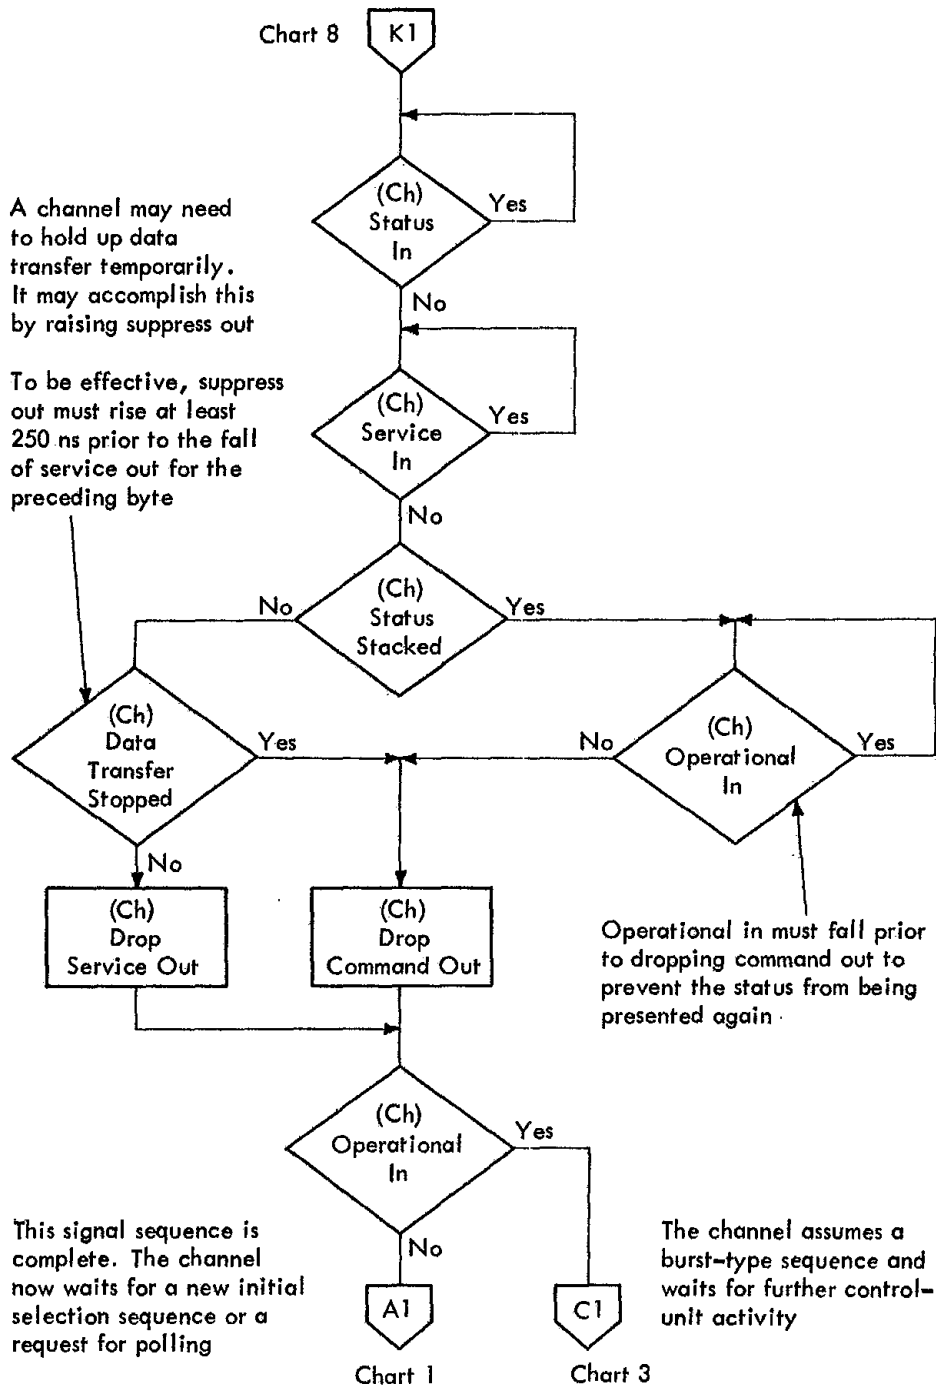 Chart 8
K1
(Ch)
Status
In
Yes
No
A channel may need
to hold up data
transfer temporarily.
It may accomplish this
by raising suppress out
To be effective, suppress
out must rise at least
250 ns prior to the fall
of service out for the
preceding byte
(Ch)
Service
In
Yes
No
(Ch)
Status
Stacked
No
Yes
(Ch)
Data
Transfer
Stopped
Yes
No
(Ch)
Operational
In
No
Yes
(Ch)
Drop
Service Out
(Ch)
Drop
Command Out
Operational in must fall prior
to dropping command out to
prevent the status from being
presented again
(Ch)
Operational
In
Yes
No
This signal sequence is
complete. The channel
now waits for a new initial
selection sequence or a
request for polling
The channel assumes a
burst-type sequence and
waits for further control-
unit activity
A1
C1
Chart 1
Chart 3